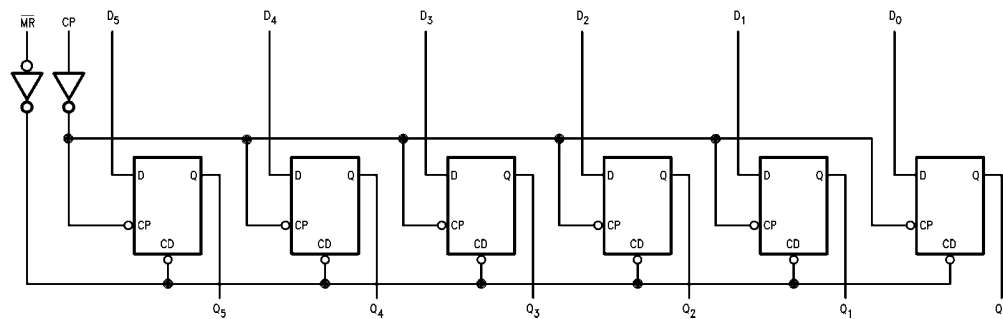 M̅R̅ CP D5 D4 D3 D2 D1 D0
D Q D Q D Q D Q D Q D Q
CP CP CP CP CP CP
CD CD CD CD CD CD
Q5 Q4 Q3 Q2 Q1 Q